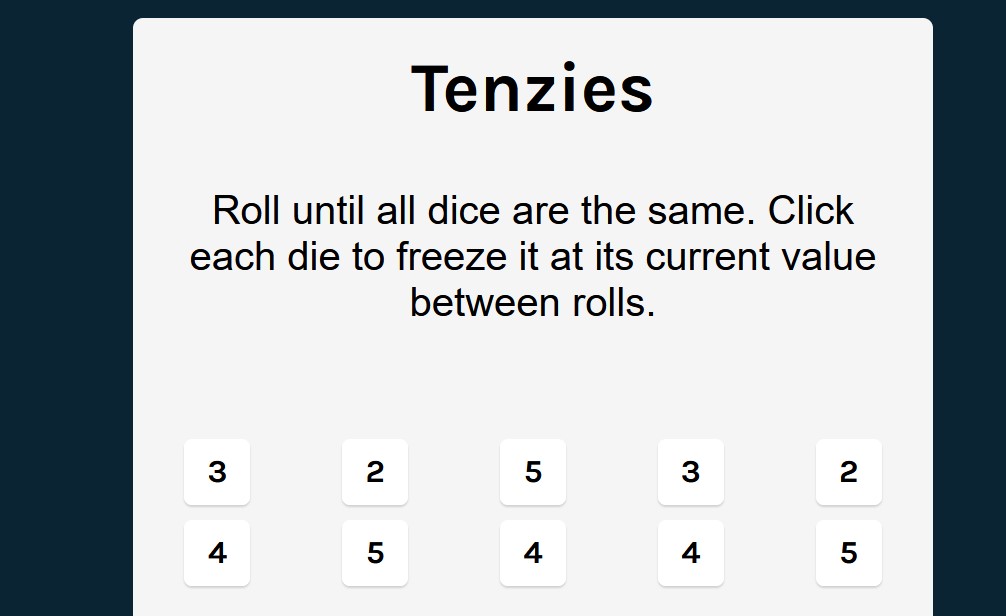 Tenzies
Roll until all dice are the same. Click
each die to freeze it at its current value
between rolls.
3 2 5 3 2
4 5 4 4 5